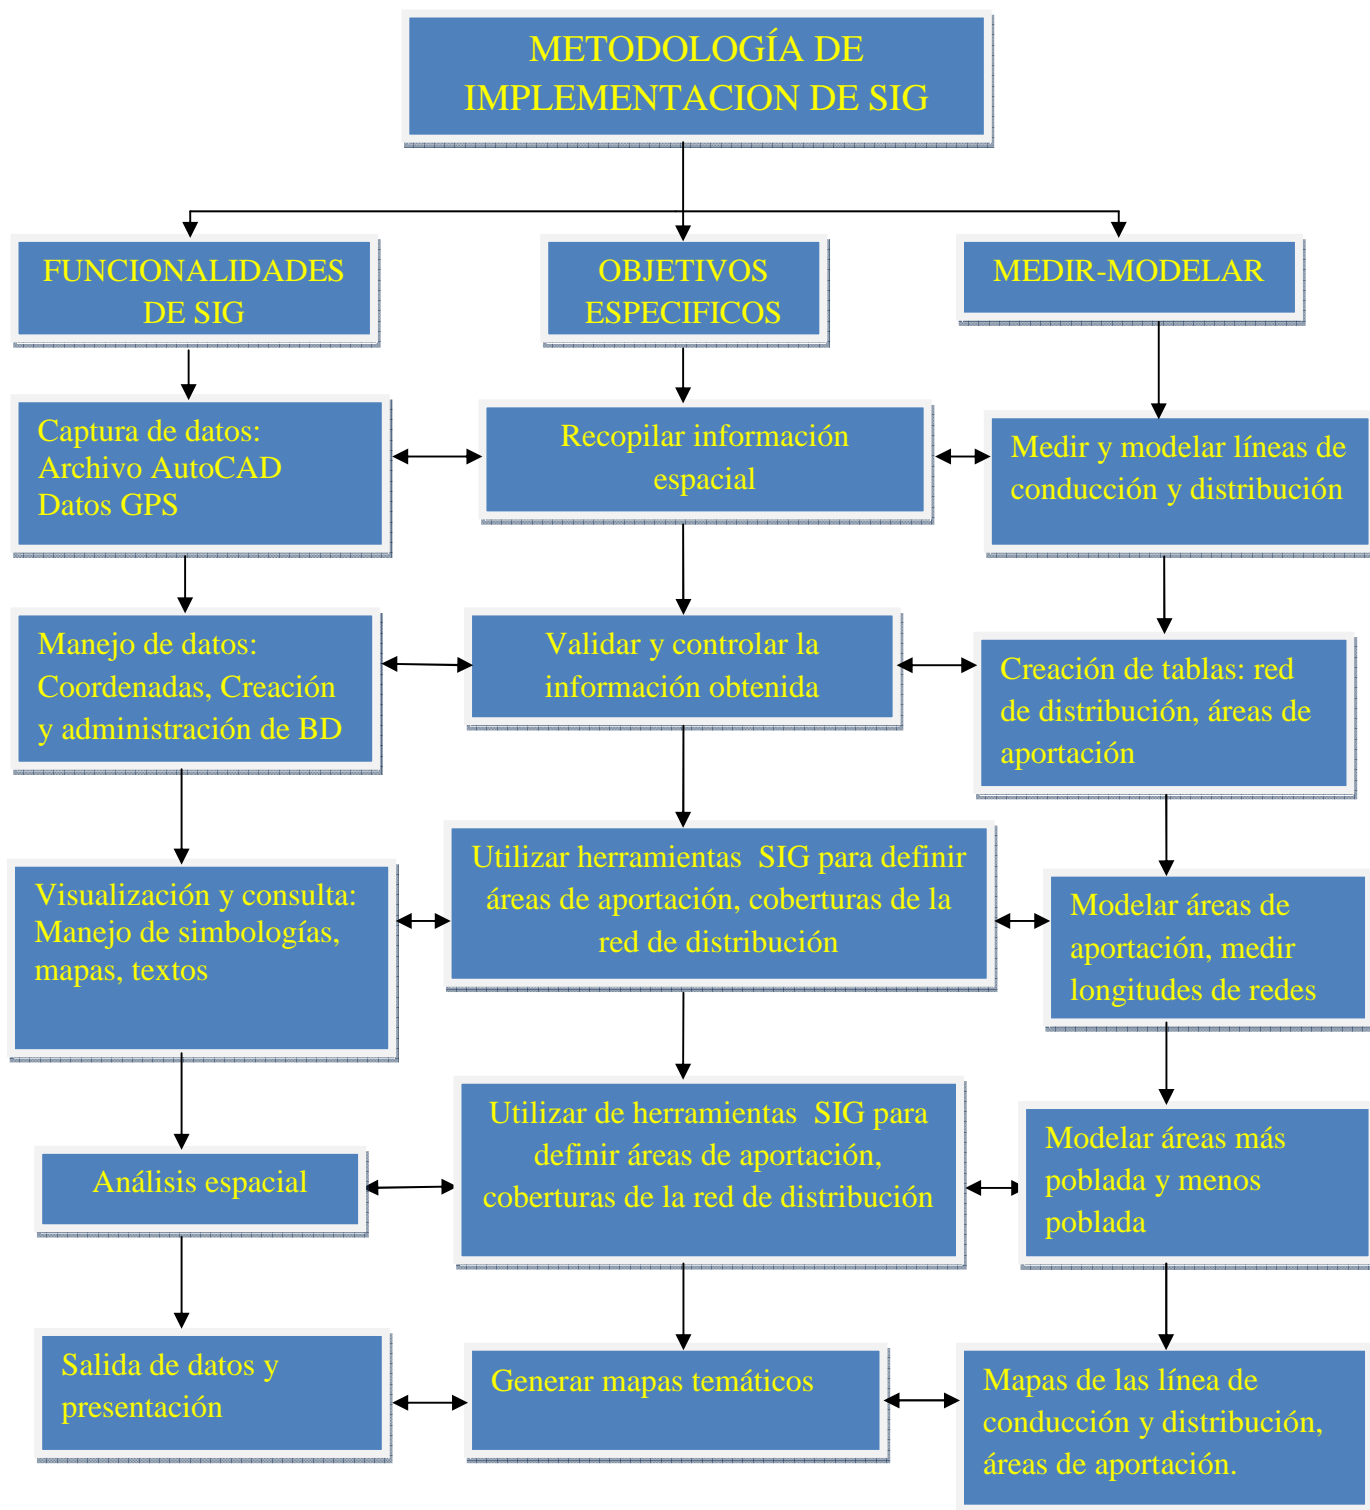 METODOLOGÍA DE
IMPLEMENTACION DE SIG
FUNCIONALIDADES
DE SIG
OBJETIVOS
ESPECIFICOS
MEDIR-MODELAR
Captura de datos:
Archivo AutoCAD
Datos GPS
Recopilar información
espacial
Medir y modelar líneas de
conducción y distribución
Manejo de datos:
Coordenadas, Creación
y administración de BD
Validar y controlar la
información obtenida
Creación de tablas: red
de distribución, áreas de
aportación
Visualización y consulta:
Manejo de simbologías,
mapas, textos
Utilizar herramientas  SIG para definir
áreas de aportación, coberturas de la
red de distribución
Modelar áreas de
aportación, medir
longitudes de redes
Análisis espacial
Utilizar de herramientas  SIG para
definir áreas de aportación,
coberturas de la red de distribución
Modelar áreas más
poblada y menos
poblada
Salida de datos y
presentación
Generar mapas temáticos
Mapas de las línea de
conducción y distribución,
áreas de aportación.